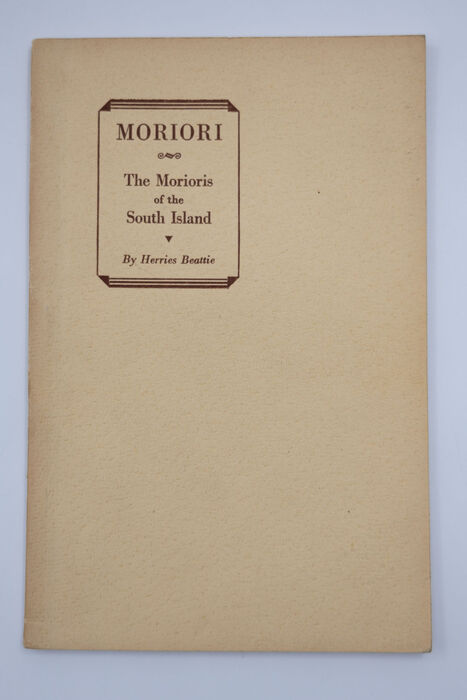 MORIORI
The Morioris
of the
South Island
By Herries Beattie